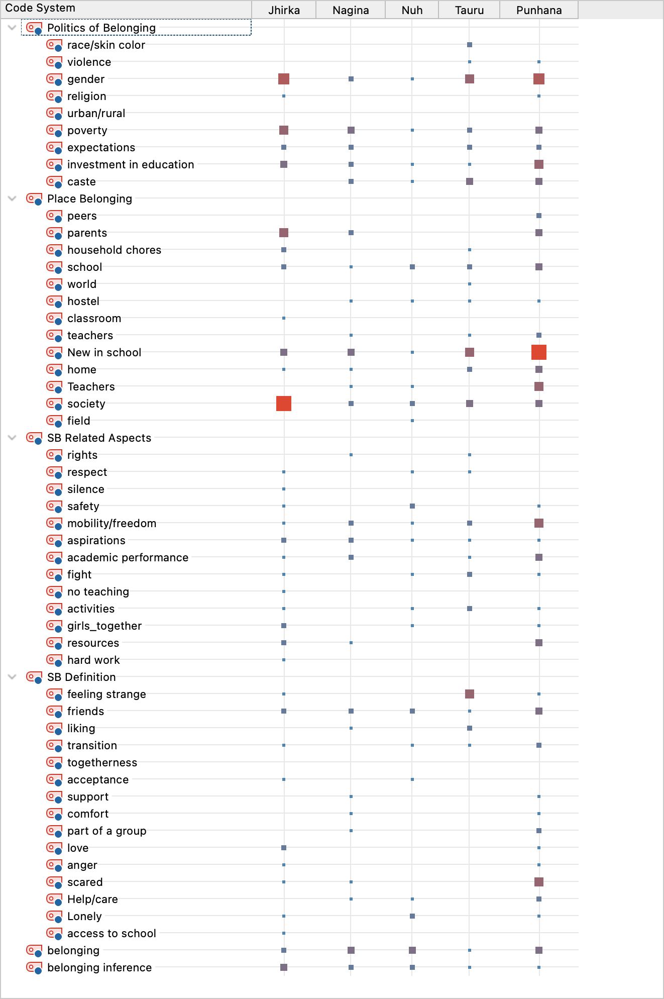 Code System Jhirka Nagina Nuh Tauru Punhana
Politics of Belonging
race/skin color
violence
gender
religion
urban/rural
poverty
expectations
investment in education
caste
Place Belonging
peers
parents
household chores
school
world
hostel
classroom
teachers
New in school
home
Teachers
society
field
SB Related Aspects
rights
respect
silence
safety
mobility/freedom
aspirations
academic performance
fight
no teaching
activities
girls_together
resources
hard work
SB Definition
feeling strange
friends
liking
transition
togetherness
acceptance
support
comfort
part of a group
love
anger
scared
Help/care
Lonely
access to school
belonging
belonging inference